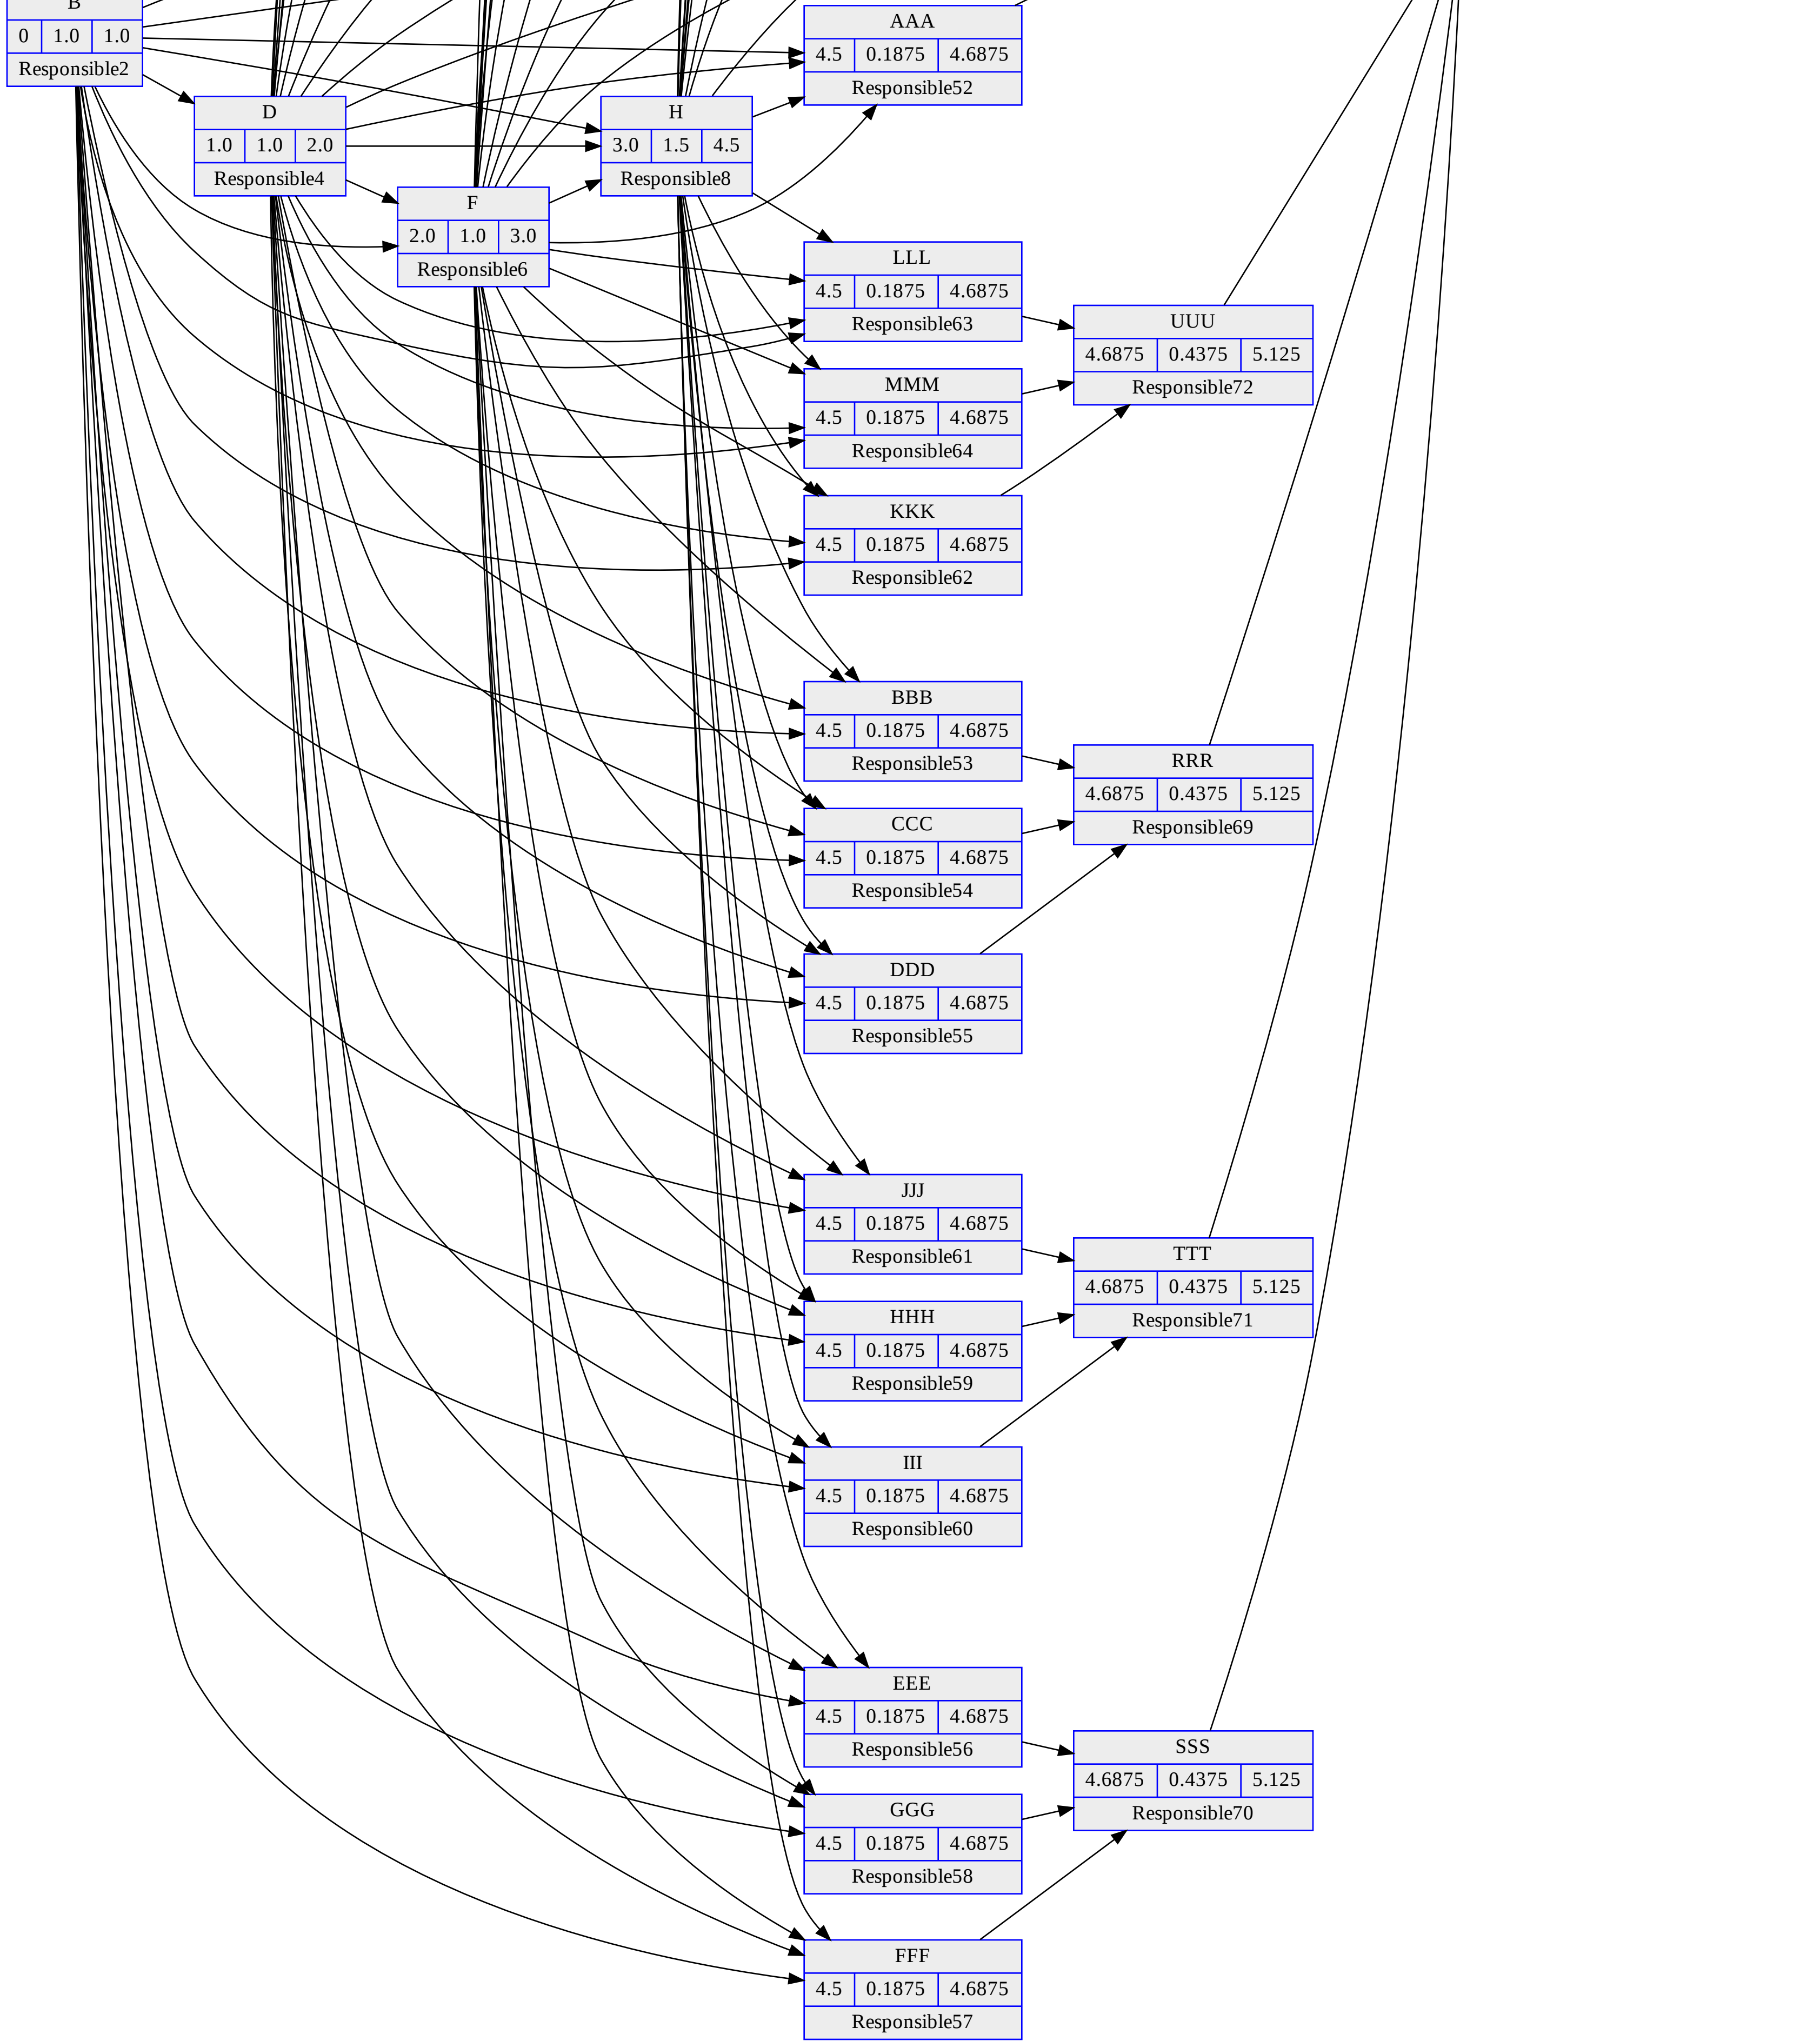 B
0 1.0 1.0
Responsible2
D
1.0 1.0 2.0
Responsible4
F
2.0 1.0 3.0
Responsible6
H
3.0 1.5 4.5
Responsible8
AAA
4.5 0.1875 4.6875
Responsible52
LLL
4.5 0.1875 4.6875
Responsible63
MMM
4.5 0.1875 4.6875
Responsible64
KKK
4.5 0.1875 4.6875
Responsible62
UUU
4.6875 0.4375 5.125
Responsible72
BBB
4.5 0.1875 4.6875
Responsible53
CCC
4.5 0.1875 4.6875
Responsible54
DDD
4.5 0.1875 4.6875
Responsible55
RRR
4.6875 0.4375 5.125
Responsible69
JJJ
4.5 0.1875 4.6875
Responsible61
HHH
4.5 0.1875 4.6875
Responsible59
III
4.5 0.1875 4.6875
Responsible60
TTT
4.6875 0.4375 5.125
Responsible71
EEE
4.5 0.1875 4.6875
Responsible56
GGG
4.5 0.1875 4.6875
Responsible58
FFF
4.5 0.1875 4.6875
Responsible57
SSS
4.6875 0.4375 5.125
Responsible70